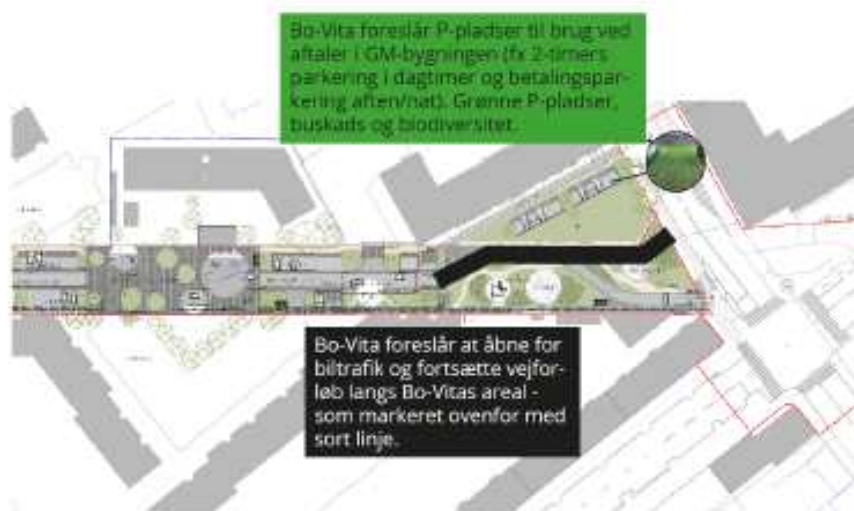 Bo-Vita foreslår P-pladser til brug ved
aftaler i GM-bygningen (fx 2-timers
parkering i dagtimer og betalingspar-
kering aften/nat). Grønne P-pladser,
buskads og biodiversitet.
Bo-Vita foreslår at åbne for
biltrafik og fortsætte vejfor-
løb langs Bo-Vitas areal -
som markeret ovenfor med
sort linje.